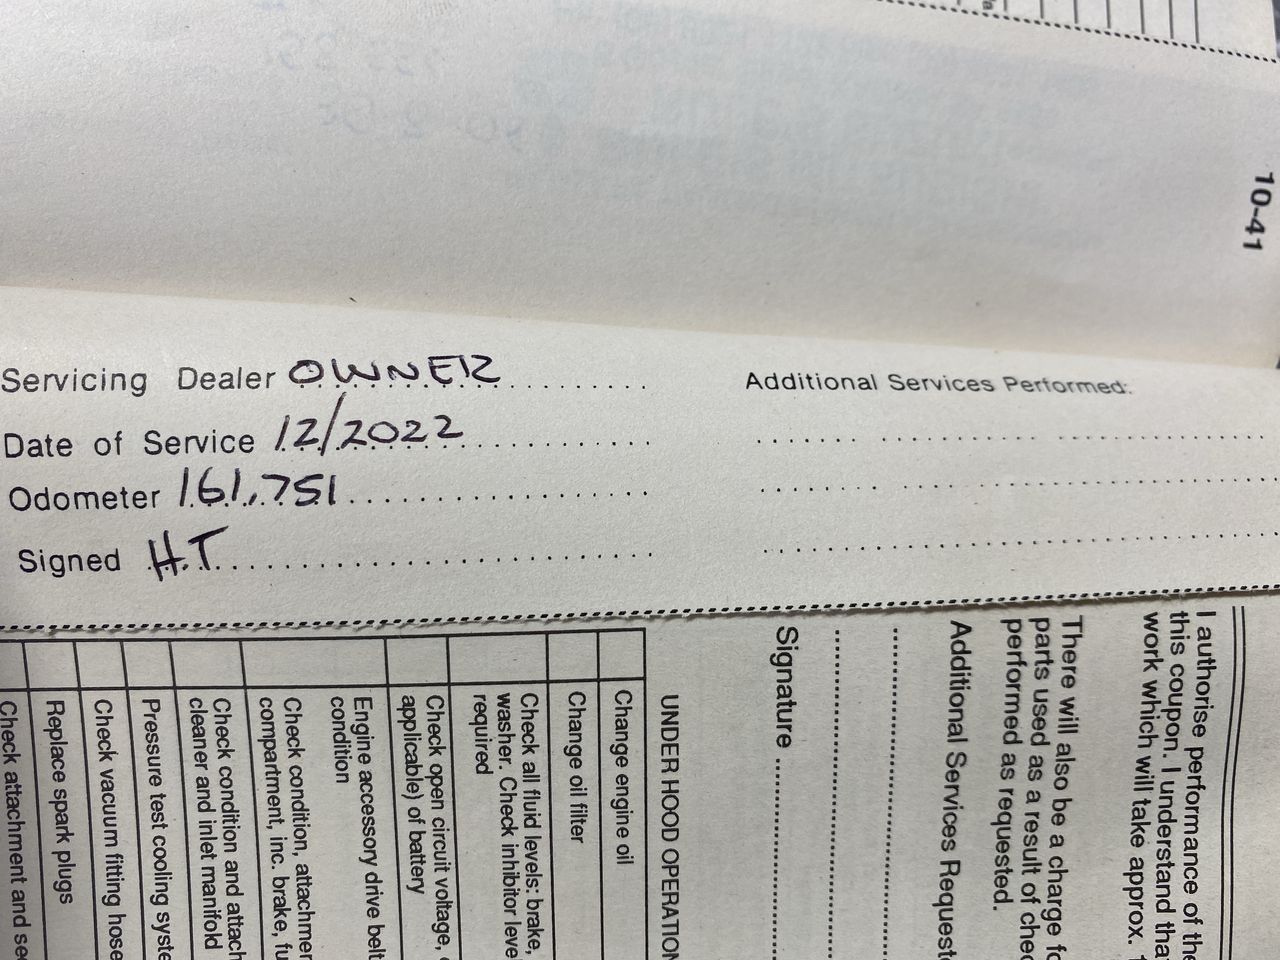 10-41
Servicing Dealer OWNER
Date of Service 12/2022
Odometer 161,751
Signed H.T.
Additional Services Performed:
I authorise performance of the
this coupon. I understand tha
work which will take approx.
There will also be a charge fo
parts used as a result of chec
performed as requested.
Additional Services Requeste
Signature
UNDER HOOD OPERATION
Change engine oil
Change oil filter
Check all fluid levels: brake,
washer. Check inhibitor leve
required
Check open circuit voltage,
applicable) of battery
Engine accessory drive belt
condition
Check condition, attachmen
compartment, inc. brake, fu
Check condition and attach
cleaner and inlet manifold
Pressure test cooling syste
Check vacuum fitting hose
Replace spark plugs
Check attachment and se